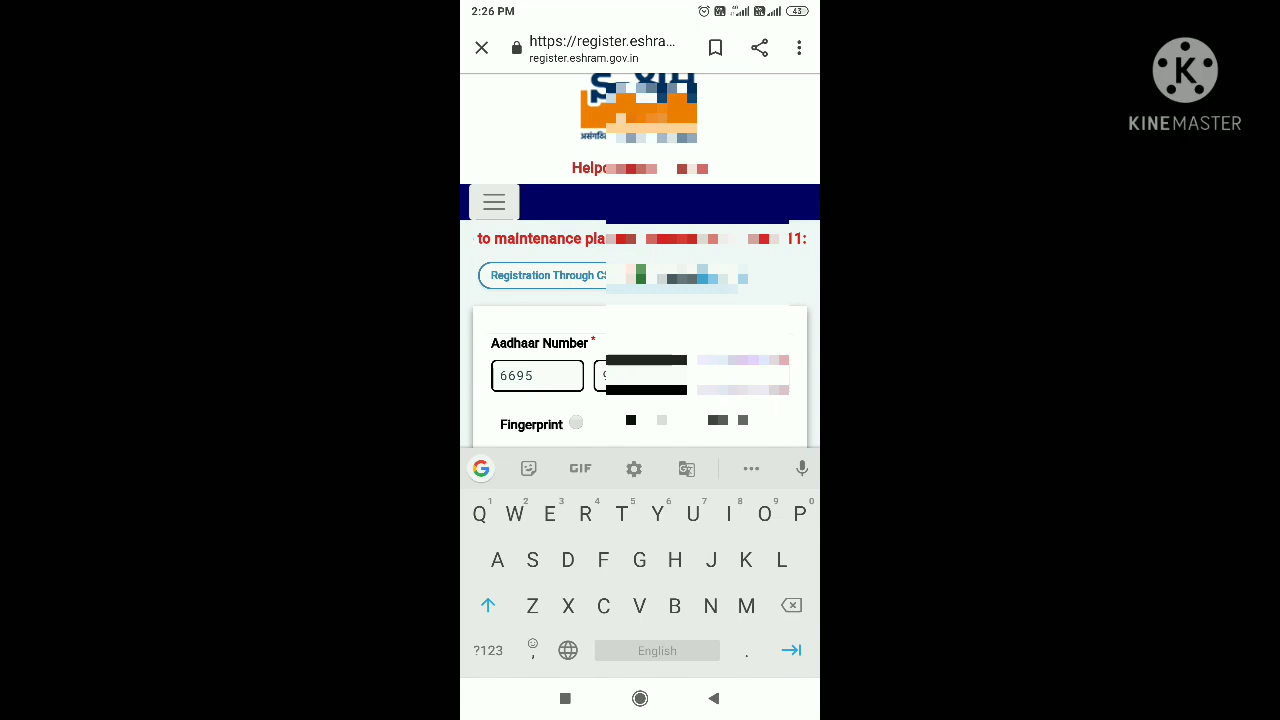 2:26 PM
43
https://register.eshra...
register.eshram.gov.in
KINEMASTER
to maintenance pla
11:
Registration Through
Aadhaar Number *
6695
Fingerprint
GIF
Q 1 W 2 E 3 R 4 T 5 Y 6 U 7 I 8 O 9 P 0
A S D F G H J K L
Z X C V B N M
?123 , English .